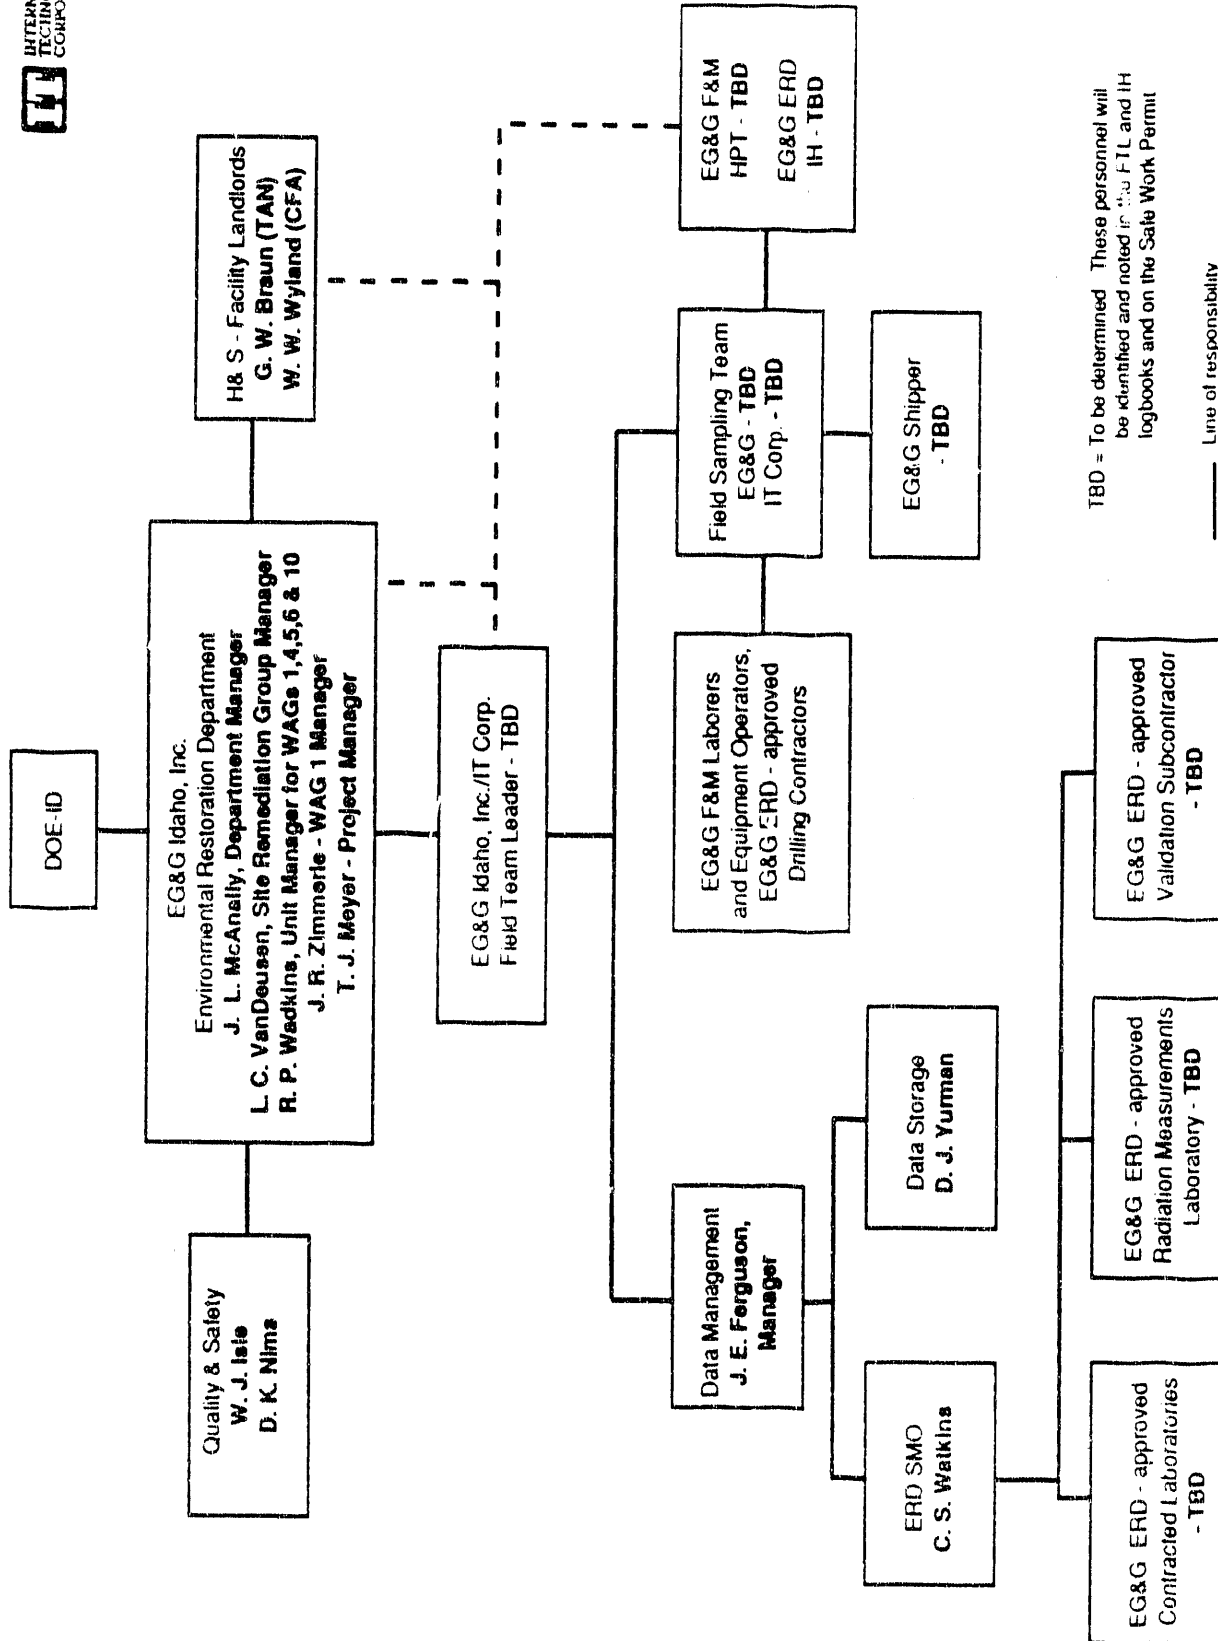 DOE-ID
EG&G Idaho, Inc.
Environmental Restoration Department
J. L. McAnally, Department Manager
L. C. VanDeusen, Site Remediation Group Manager
R. P. Wadkins, Unit Manager for WAGs 1,4,5,6 & 10
J. R. Zimmerle - WAG 1 Manager
T. J. Meyer - Project Manager
Quality & Safety
W. J. Isle
D. K. Nims
H& S - Facility Landlords
G. W. Braun (TAN)
W. W. Wyland (CFA)
EG&G Idaho, Inc./IT Corp.
Field Team Leader - TBD
Data Management
J. E. Ferguson,
Manager
EG&G F&M Laborers
and Equipment Operators,
EG&G ERD - approved
Drilling Contractors
Field Sampling Team
EG&G - TBD
IT Corp. - TBD
EG&G F&M
HPT - TBD
EG&G ERD
IH - TBD
ERD SMO
C. S. Watkins
Data Storage
D. J. Yurman
EG&G Shipper
- TBD
EG&G ERD - approved
Contracted Laboratories
- TBD
EG&G ERD - approved
Radiation Measurements
Laboratory - TBD
EG&G ERD - approved
Validation Subcontractor
- TBD
TBD = To be determined These personnel will
be identified and noted in the FTL and IH
logbooks and on the Safe Work Permit
Line of responsibility